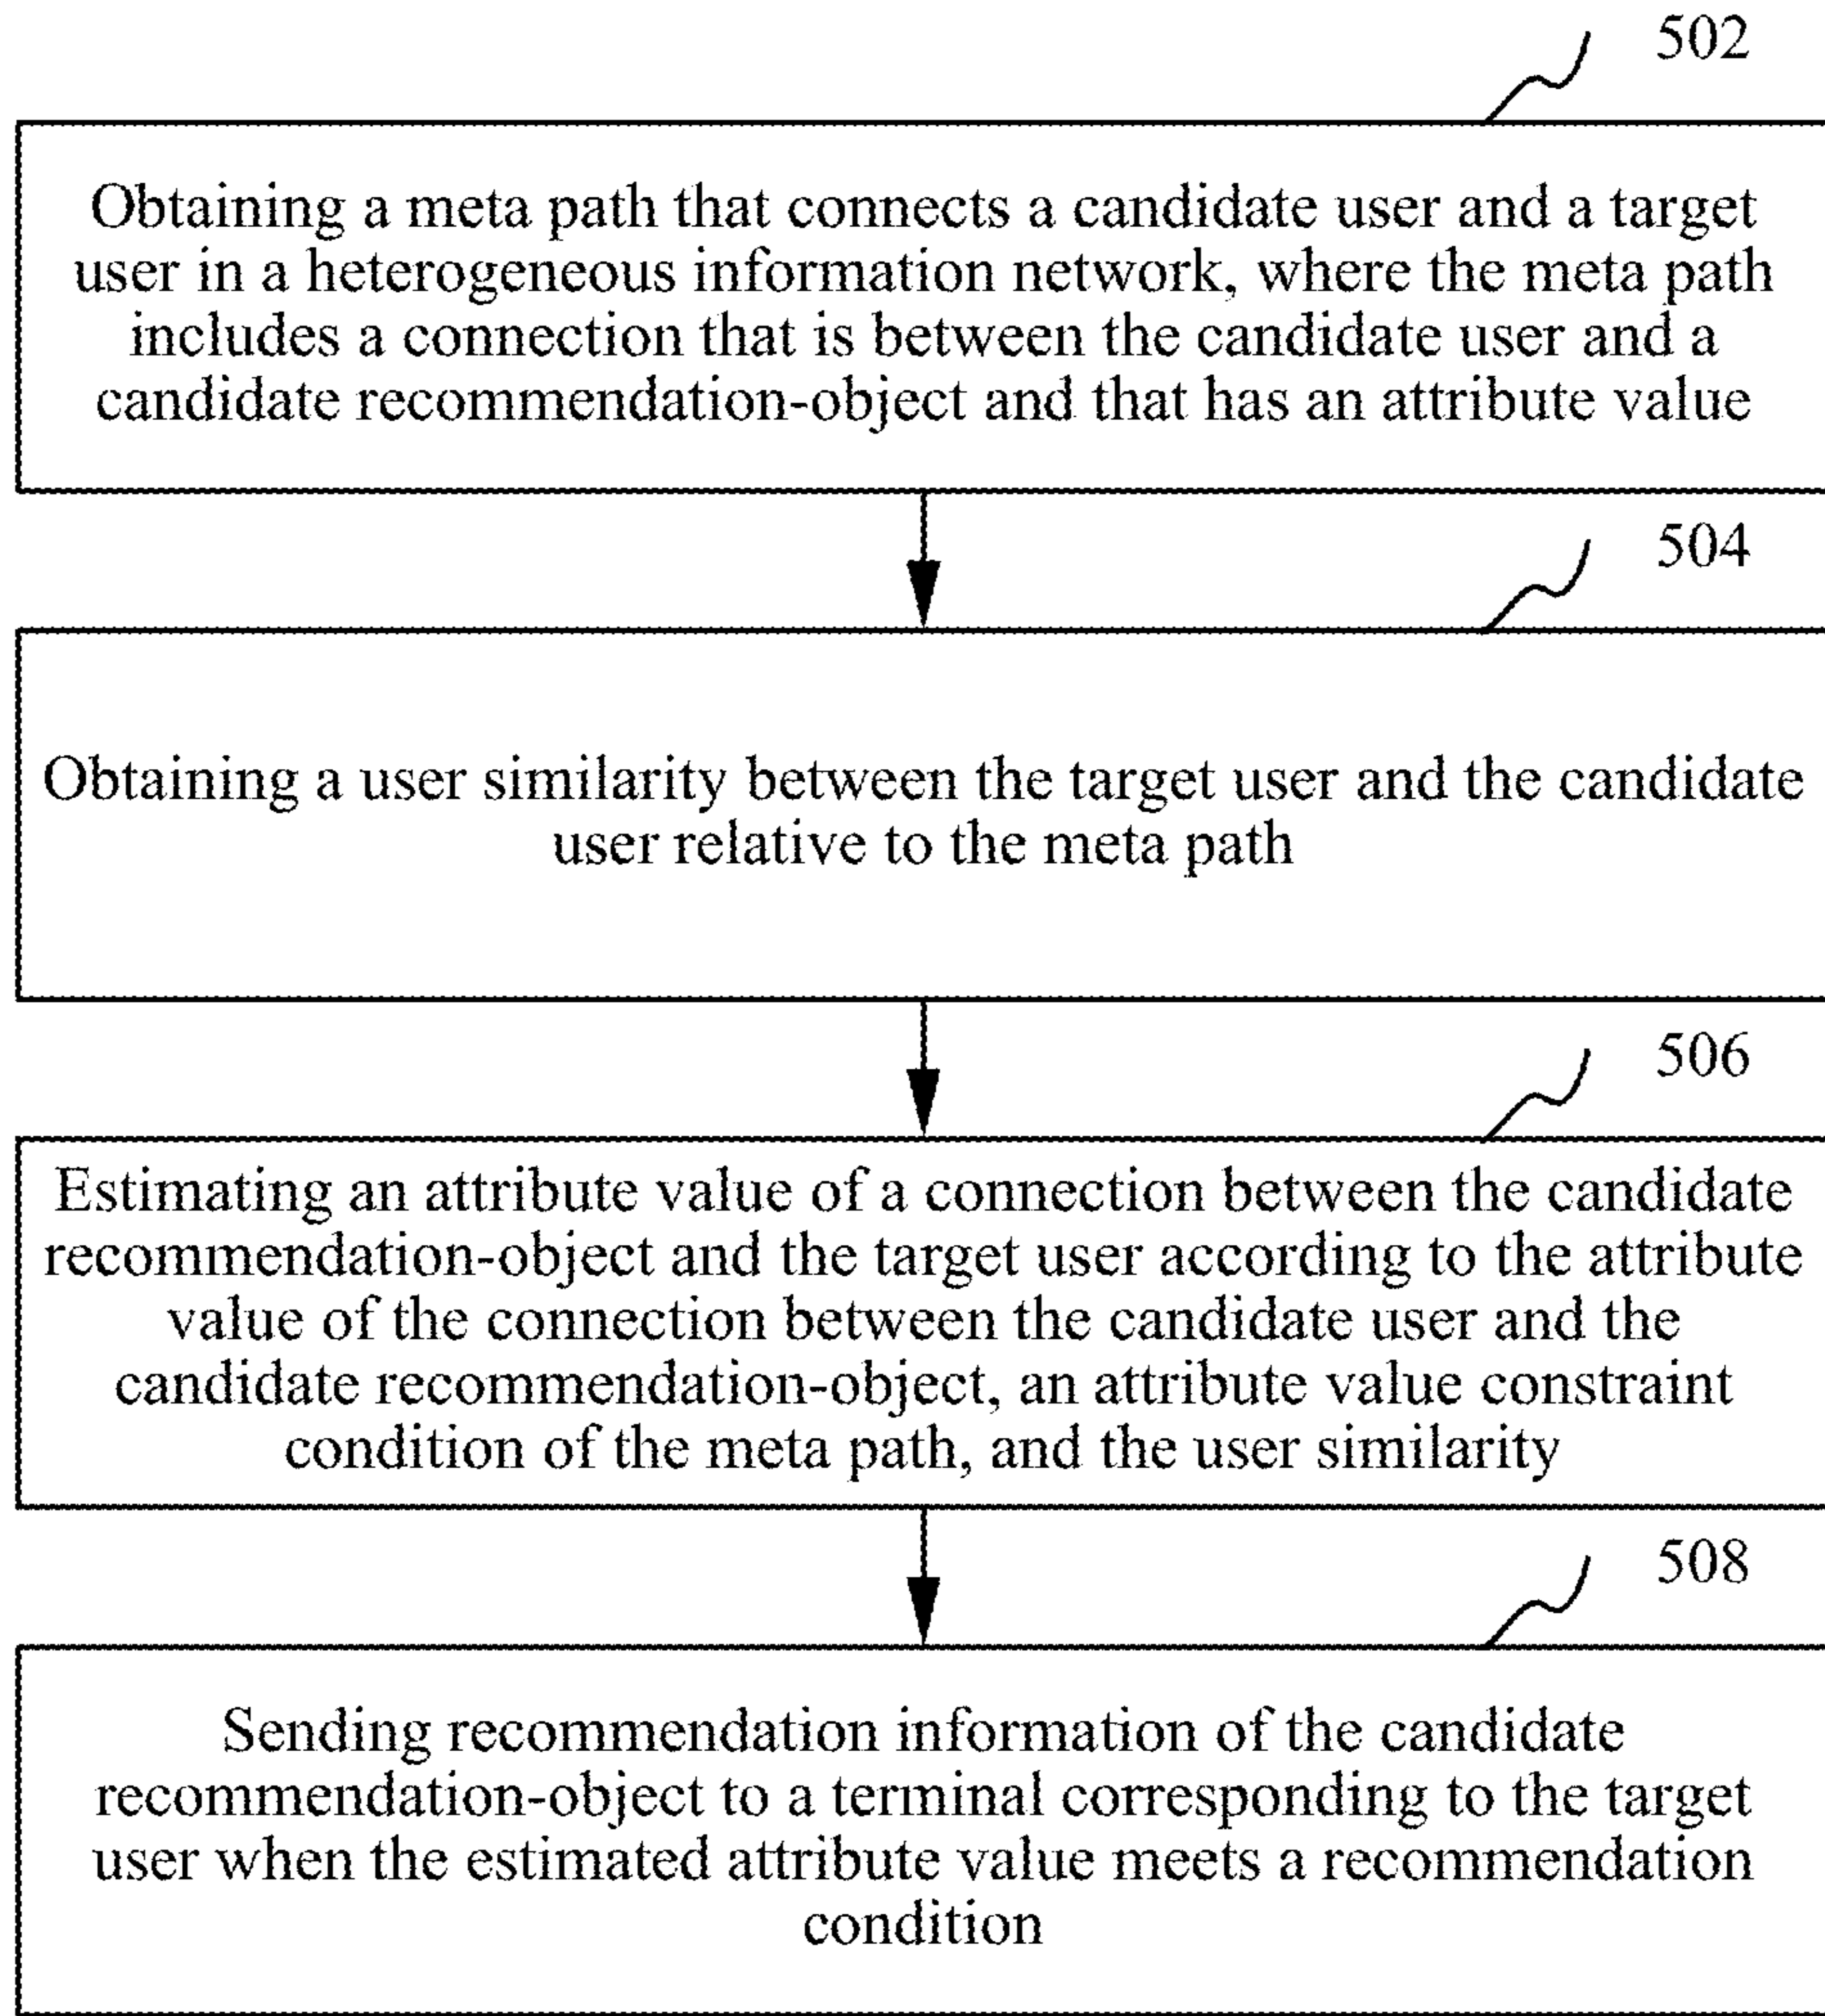 502
Obtaining a meta path that connects a candidate user and a target
user in a heterogeneous information network, where the meta path
includes a connection that is between the candidate user and a
candidate recommendation-object and that has an attribute value
504
Obtaining a user similarity between the target user and the candidate
user relative to the meta path
506
Estimating an attribute value of a connection between the candidate
recommendation-object and the target user according to the attribute
value of the connection between the candidate user and the
candidate recommendation-object, an attribute value constraint
condition of the meta path, and the user similarity
508
Sending recommendation information of the candidate
recommendation-object to a terminal corresponding to the target
user when the estimated attribute value meets a recommendation
condition